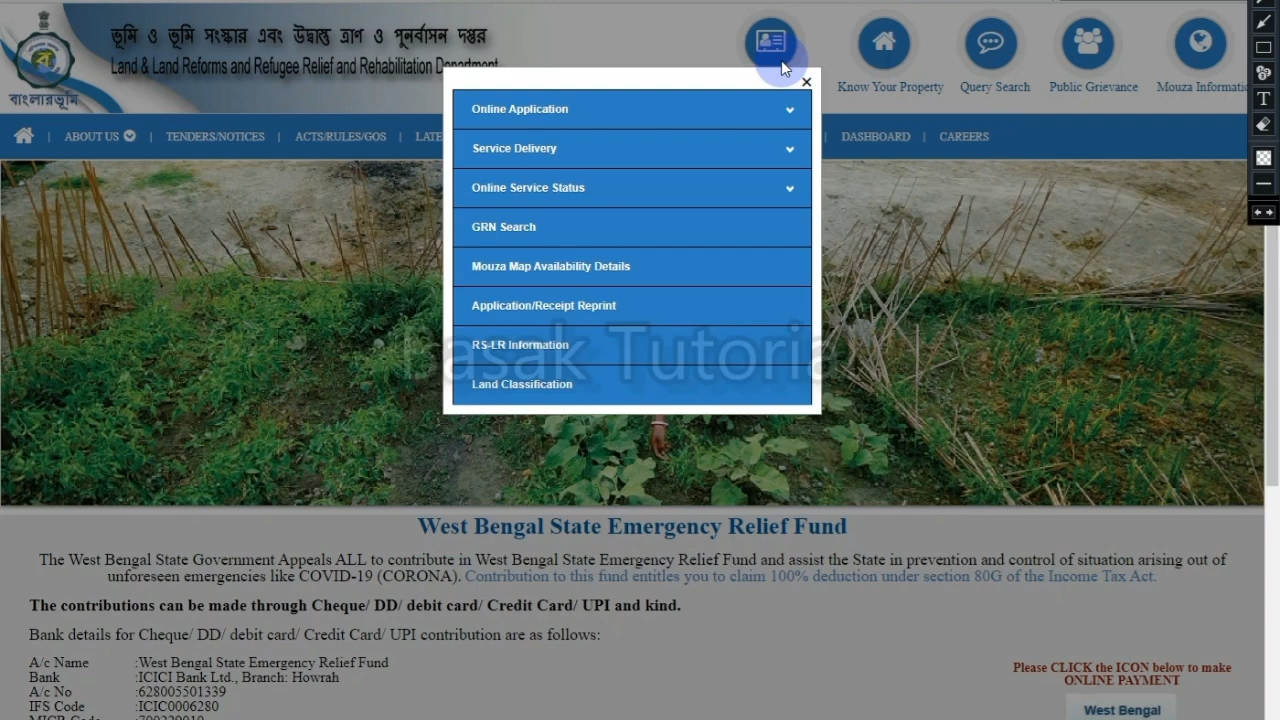 ভূমি ও ভূমি সংস্কার এবং উদ্বাস্তু ত্রাণ ও পুনর্বাসন দপ্তর
Land & Land Reforms and Refugee Relief and Rehabilitation Department
বাংলারভূমি
Know Your Property
Query Search
Public Grievance
Mouza
ABOUT US | TENDERS/NOTICES | ACTS/RULES/GOS |
DASHBOARD | CAREERS
Online Application
Service Delivery
Online Service Status
GRN Search
Mouza Map Availability Details
Application/Receipt Reprint
RS-LR Information
Land Classification
Basak
West Bengal State Emergency Relief Fund
The West Bengal State Government Appeals ALL to contribute in West Bengal State Emergency Relief Fund and assist the State in prevention and control of situation arising out of
unforeseen emergencies like COVID-19 (CORONA). Contribution to this fund entitles you to claim 100% deduction under section 80G of the Income Tax Act.
The contributions can be made through Cheque/ DD/ debit card/ Credit Card/ UPI and kind.
Bank details for Cheque/ DD/ debit card/ Credit Card/ UPI contribution are as follows:
A/c Name :West Bengal State Emergency Relief Fund
Bank :ICICI Bank Ltd., Branch: Howrah
A/c No :628005501339
IFS Code :ICIC0006280
Please CLICK the ICON below to make
ONLINE PAYMENT
West Bengal